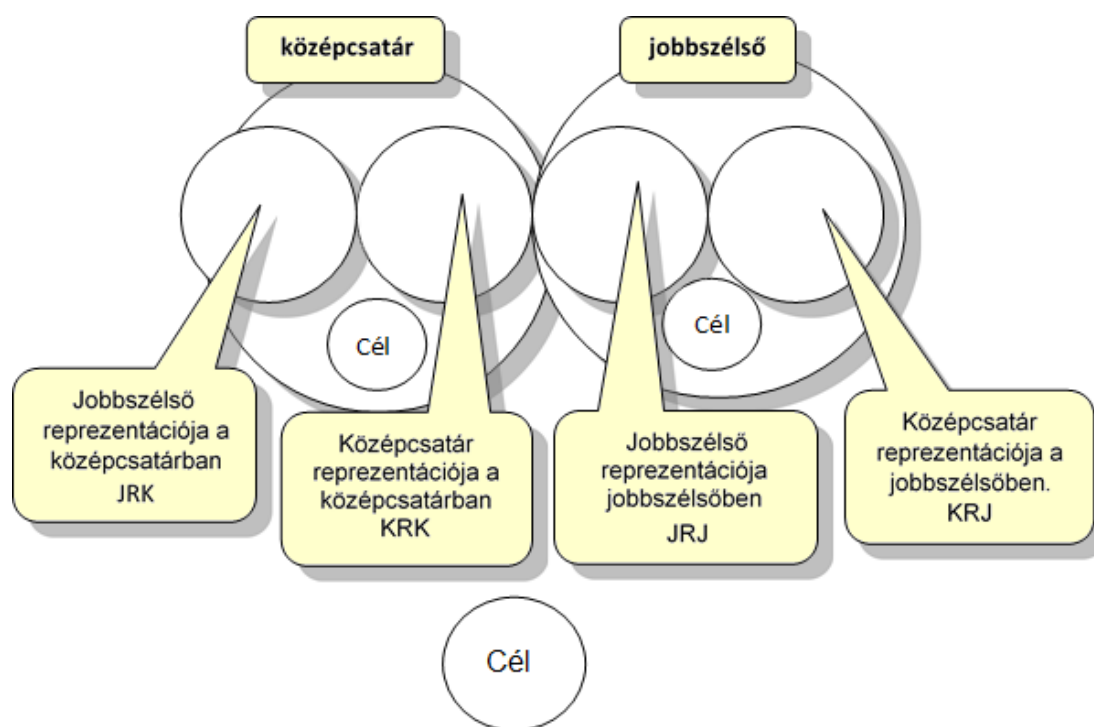 középcsatár
jobbszélső
Cél
Cél
Jobbszélső
reprezentációja a
középcsatárban
JRK
Középcsatár
reprezentációja a
középcsatárban
KRK
Jobbszélső
reprezentációja
jobbszélsőben
JRJ
Középcsatár
reprezentációja a
jobbszélsőben.
KRJ
Cél